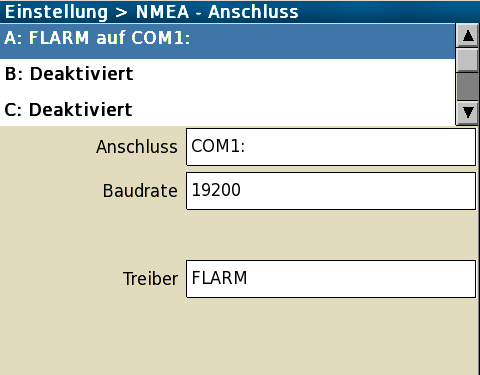 Einstellung > NMEA - Anschluss
A: FLARM auf COM1:
B: Deaktiviert
C: Deaktiviert
Anschluss COM1:
Baudrate 19200
Treiber FLARM